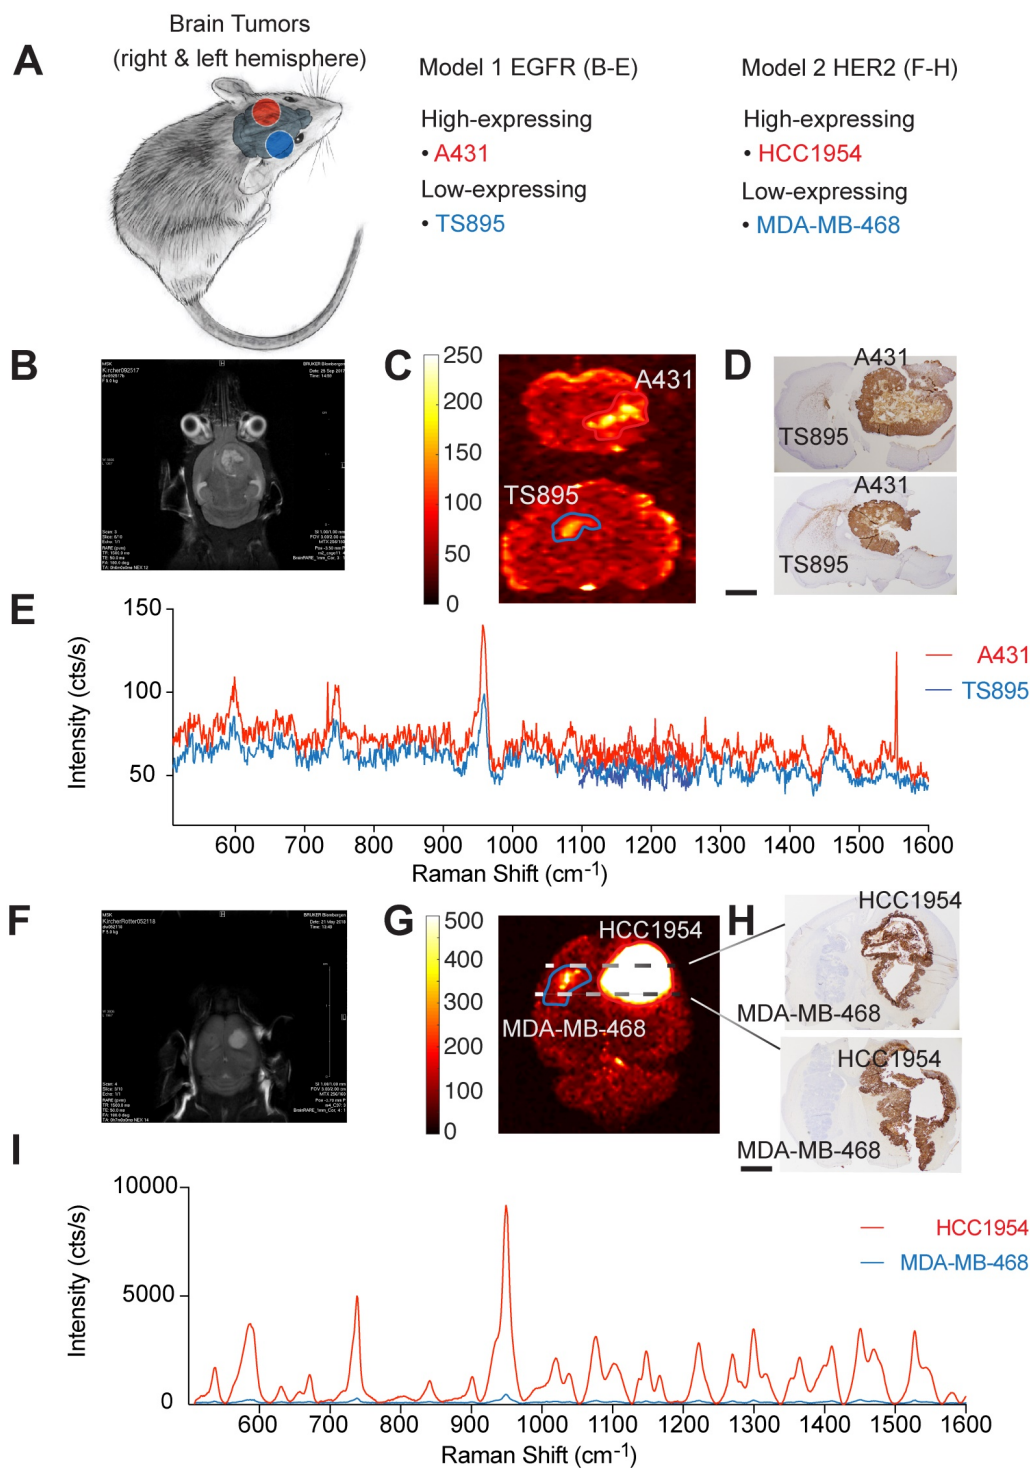 A
Brain Tumors
(right & left hemisphere)
Model 1 EGFR (B-E)
High-expressing
• A431
Low-expressing
• TS895
Model 2 HER2 (F-H)
High-expressing
• HCC1954
Low-expressing
• MDA-MB-468
B
MSK
Kircher092517
C
250
200
150
100
50
0
A431
TS895
D
A431
TS895
A431
TS895
E
150
100
50
Intensity (cts/s)
A431
TS895
600 700 800 900 1000 1100 1200 1300 1400 1500 1600
Raman Shift (cm-1)
F
MSK
G
500
400
300
200
100
0
HCC1954
MDA-MB-468
H
HCC1954
MDA-MB-468
HCC1954
MDA-MB-468
I
10000
5000
0
Intensity (cts/s)
HCC1954
MDA-MB-468
600 700 800 900 1000 1100 1200 1300 1400 1500 1600
Raman Shift (cm-1)